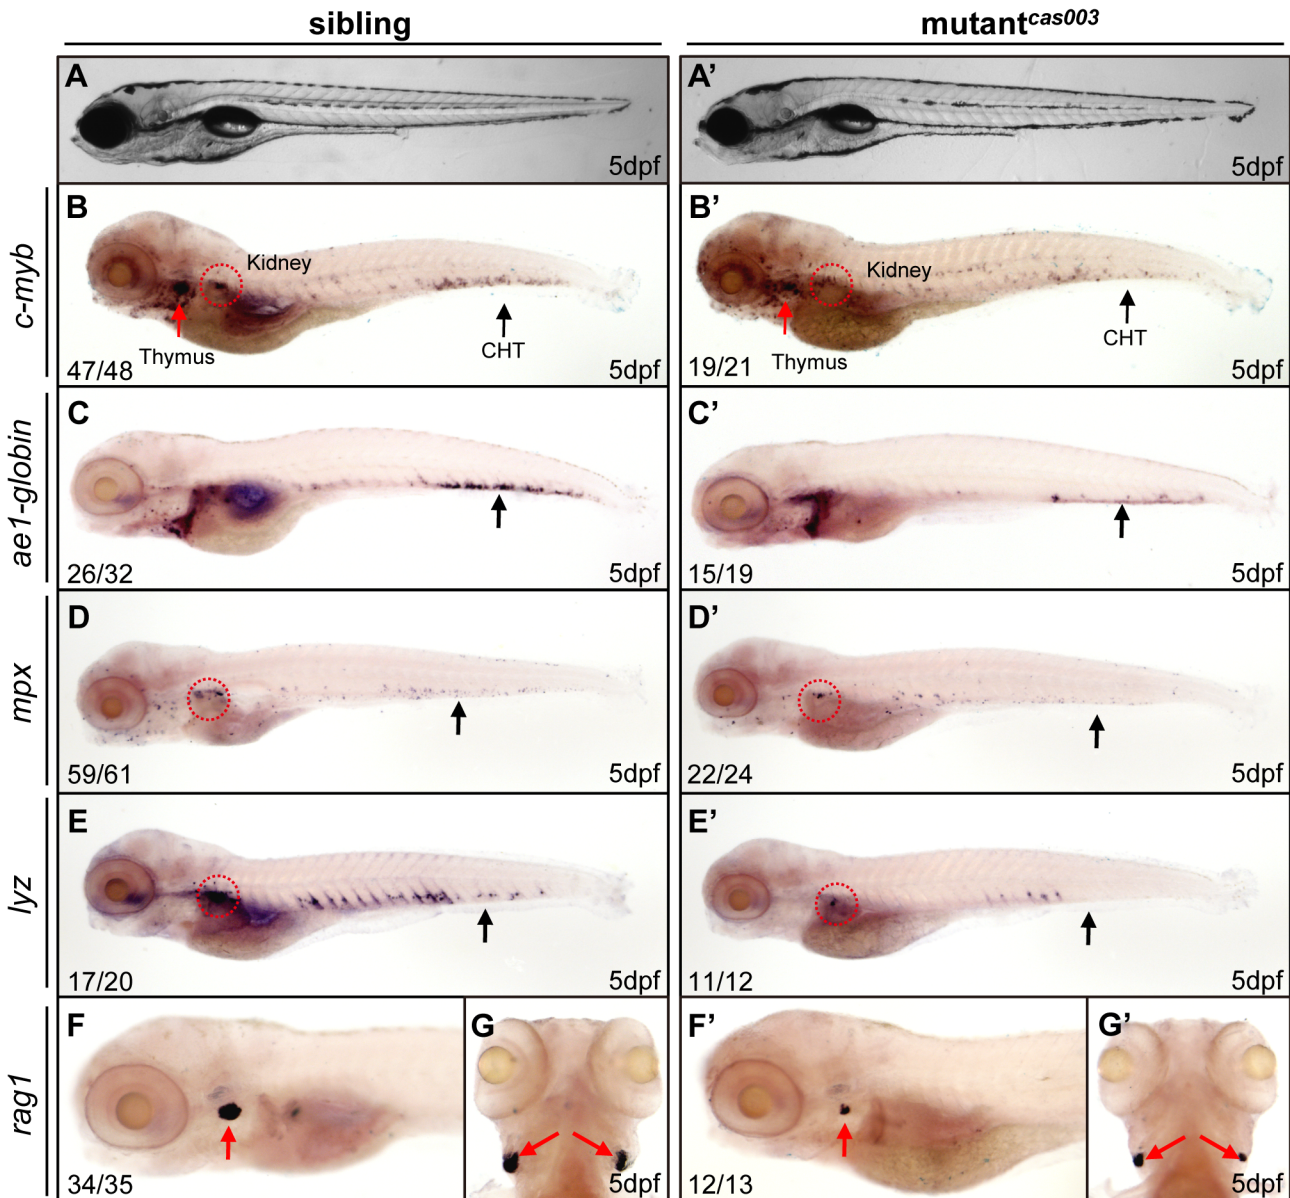 sibling
mutantcas003
A
5dpf
A’
5dpf
c-myb
B
Kidney
Thymus
CHT
47/48
5dpf
B’
Kidney
Thymus
CHT
19/21
5dpf
ae1-globin
C
26/32
5dpf
C’
15/19
5dpf
mpx
D
59/61
5dpf
D’
22/24
5dpf
lyz
E
17/20
5dpf
E’
11/12
5dpf
rag1
F
34/35
G
5dpf
F’
12/13
G’
5dpf